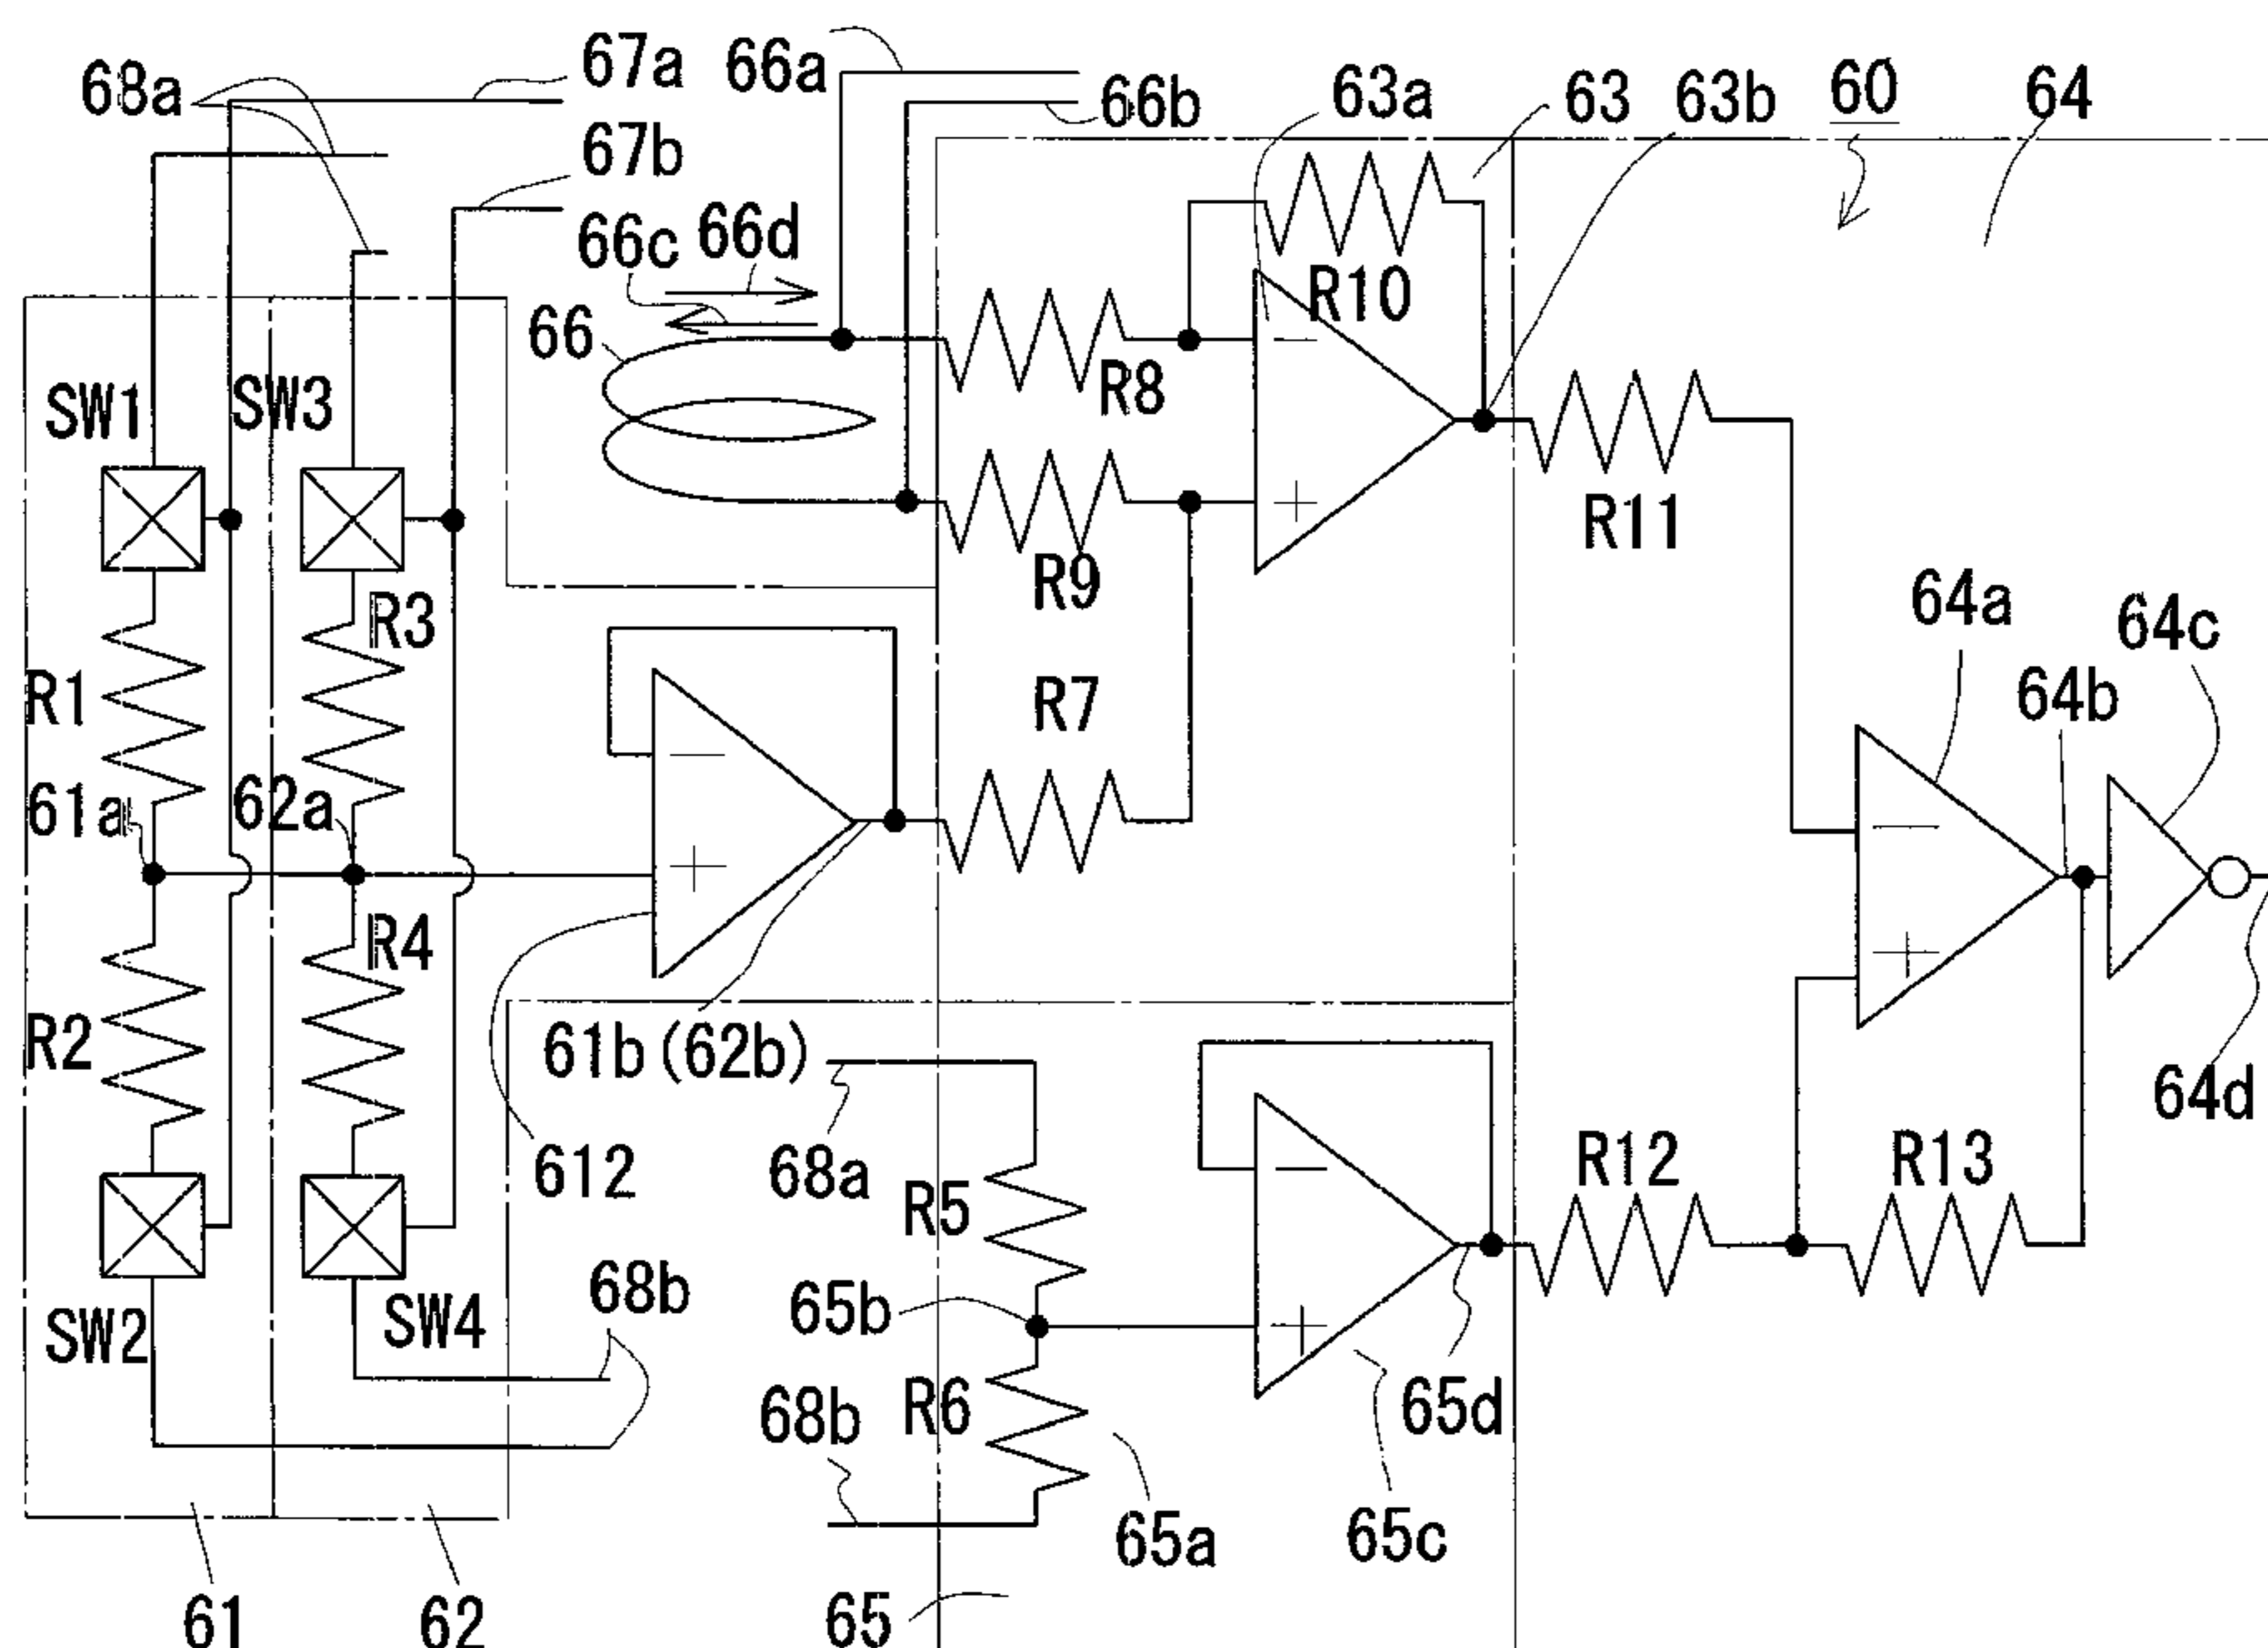 68a
67a
66a
66b
63a
63
63b
60
64
67b
66c
66d
66
R10
SW1
SW3
R8
R11
R9
R3
R1
R7
64a
64c
64b
61a
62a
R4
R2
61b(62b)
612
68a
R5
R12
R13
64d
65b
68b
SW2
SW4
68b
R6
65d
65a
65c
61
62
65